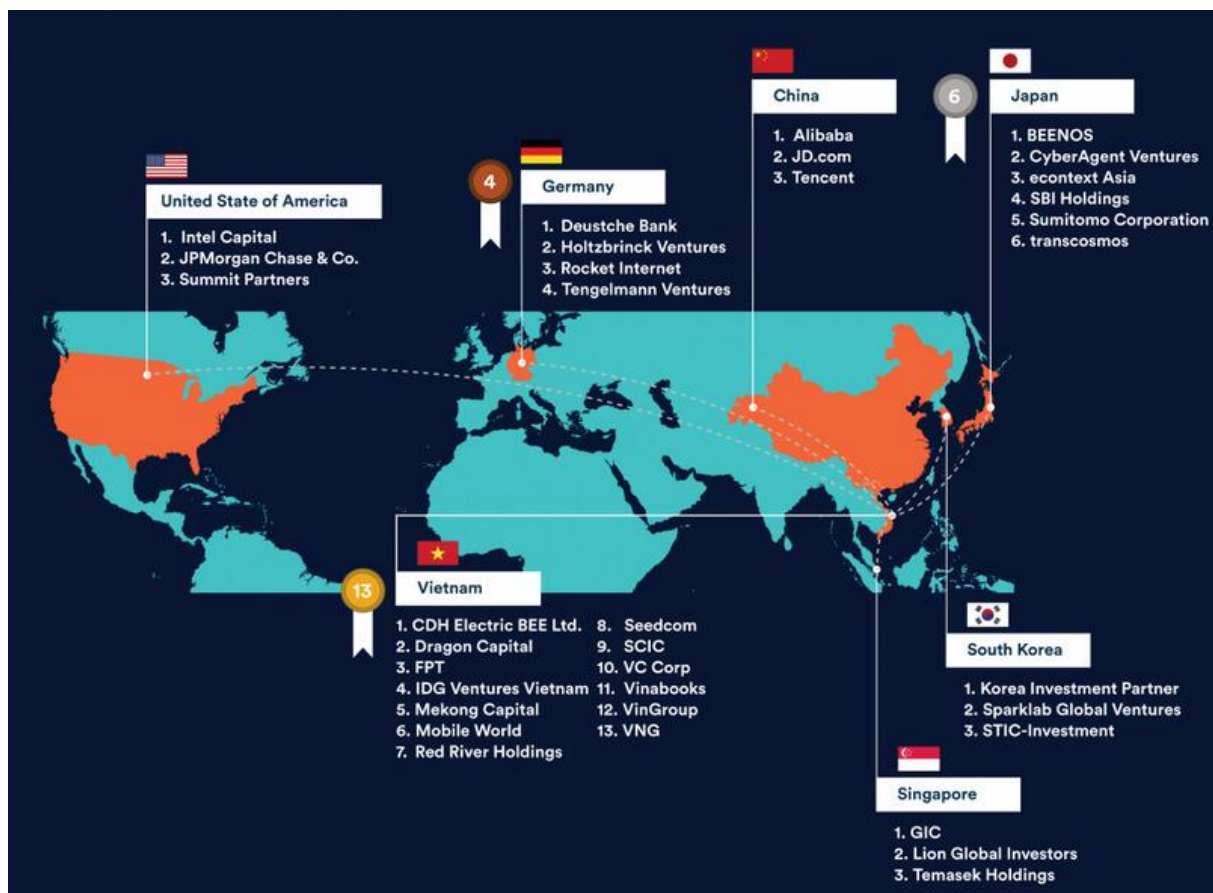 China
1. Alibaba
2. JD.com
3. Tencent
6
Japan
1. BEENOS
2. CyberAgent Ventures
3. econtext Asia
4. SBI Holdings
5. Sumitomo Corporation
6. transcosmos
United State of America
1. Intel Capital
2. JPMorgan Chase & Co.
3. Summit Partners
4
Germany
1. Deustche Bank
2. Holtzbrinck Ventures
3. Rocket Internet
4. Tengelmann Ventures
13
Vietnam
1. CDH Electric BEE Ltd.
2. Dragon Capital
3. FPT
4. IDG Ventures Vietnam
5. Mekong Capital
6. Mobile World
7. Red River Holdings
8. Seedcom
9. SCIC
10. VC Corp
11. Vinabooks
12. VinGroup
13. VNG
South Korea
1. Korea Investment Partner
2. Sparklab Global Ventures
3. STIC-Investment
Singapore
1. GIC
2. Lion Global Investors
3. Temasek Holdings